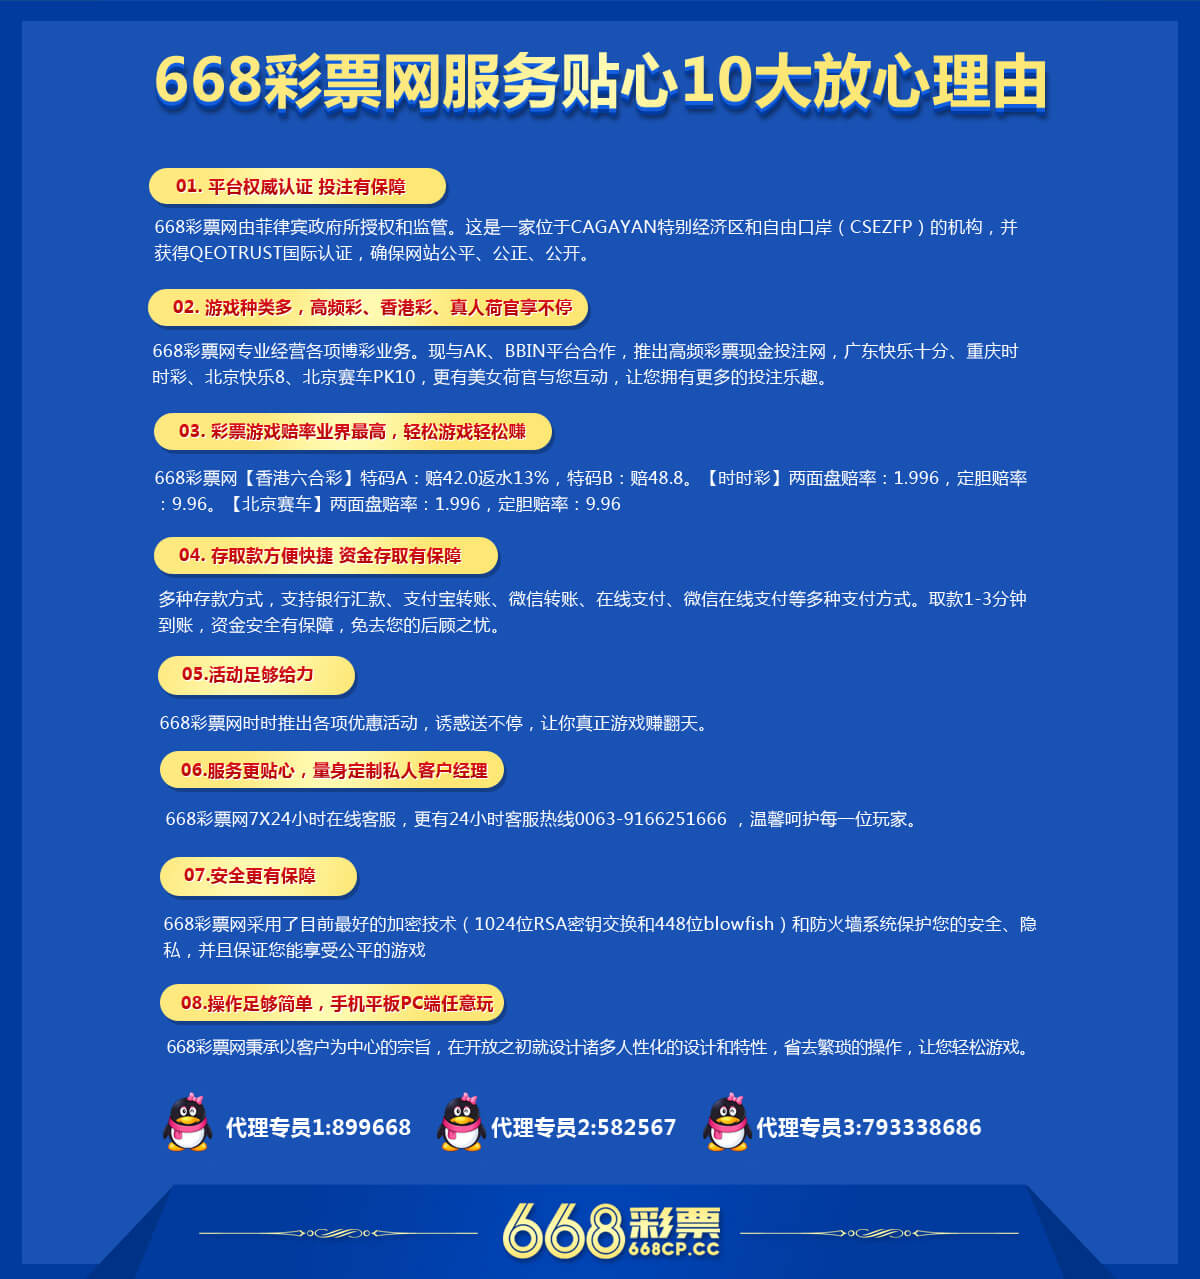 668彩票网服务贴心10大放心理由
01. 平台权威认证 投注有保障
668彩票网由菲律宾政府所授权和监管。这是一家位于CAGAYAN特别经济区和自由口岸（CSEZFP）的机构，并
获得QEOTRUST国际认证，确保网站公平、公正、公开。
02. 游戏种类多，高频彩、香港彩、真人荷官享不停
668彩票网专业经营各项博彩业务。现与AK、BBIN平台合作，推出高频彩票现金投注网，广东快乐十分、重庆时
时彩、北京快乐8、北京赛车PK10，更有美女荷官与您互动，让您拥有更多的投注乐趣。
03. 彩票游戏赔率业界最高，轻松游戏轻松赚
668彩票网【香港六合彩】特码A：赔42.0返水13%，特码B：赔48.8。【时时彩】两面盘赔率：1.996，定胆赔率
：9.96。【北京赛车】两面盘赔率：1.996，定胆赔率：9.96
04. 存取款方便快捷 资金存取有保障
多种存款方式，支持银行汇款、支付宝转账、微信转账、在线支付、微信在线支付等多种支付方式。取款1-3分钟
到账，资金安全有保障，免去您的后顾之忧。
05.活动足够给力
668彩票网时时推出各项优惠活动，诱惑送不停，让你真正游戏赚翻天。
06.服务更贴心，量身定制私人客户经理
668彩票网7X24小时在线客服，更有24小时客服热线0063-9166251666 ，温馨呵护每一位玩家。
07.安全更有保障
668彩票网采用了目前最好的加密技术（1024位RSA密钥交换和448位blowfish）和防火墙系统保护您的安全、隐
私，并且保证您能享受公平的游戏
08.操作足够简单，手机平板PC端任意玩
668彩票网秉承以客户为中心的宗旨，在开放之初就设计诸多人性化的设计和特性，省去繁琐的操作，让您轻松游戏。
代理专员1:899668 代理专员2:582567 代理专员3:793338686
668彩票
668CP.CC